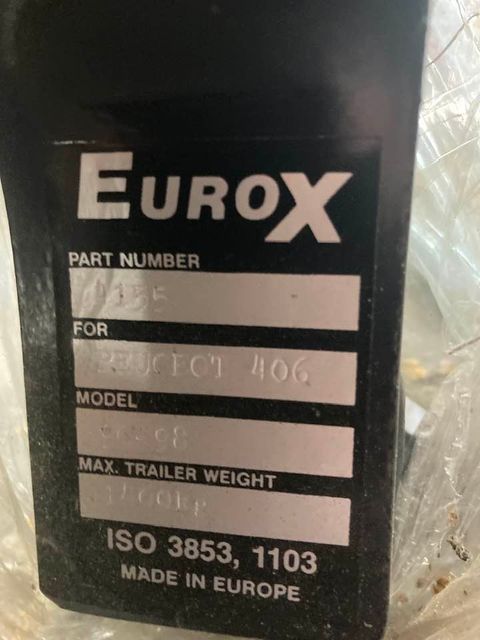 EUROX
PART NUMBER
FOR
PEUGEOT 406
MODEL
MAX. TRAILER WEIGHT
ISO 3853, 1103
MADE IN EUROPE